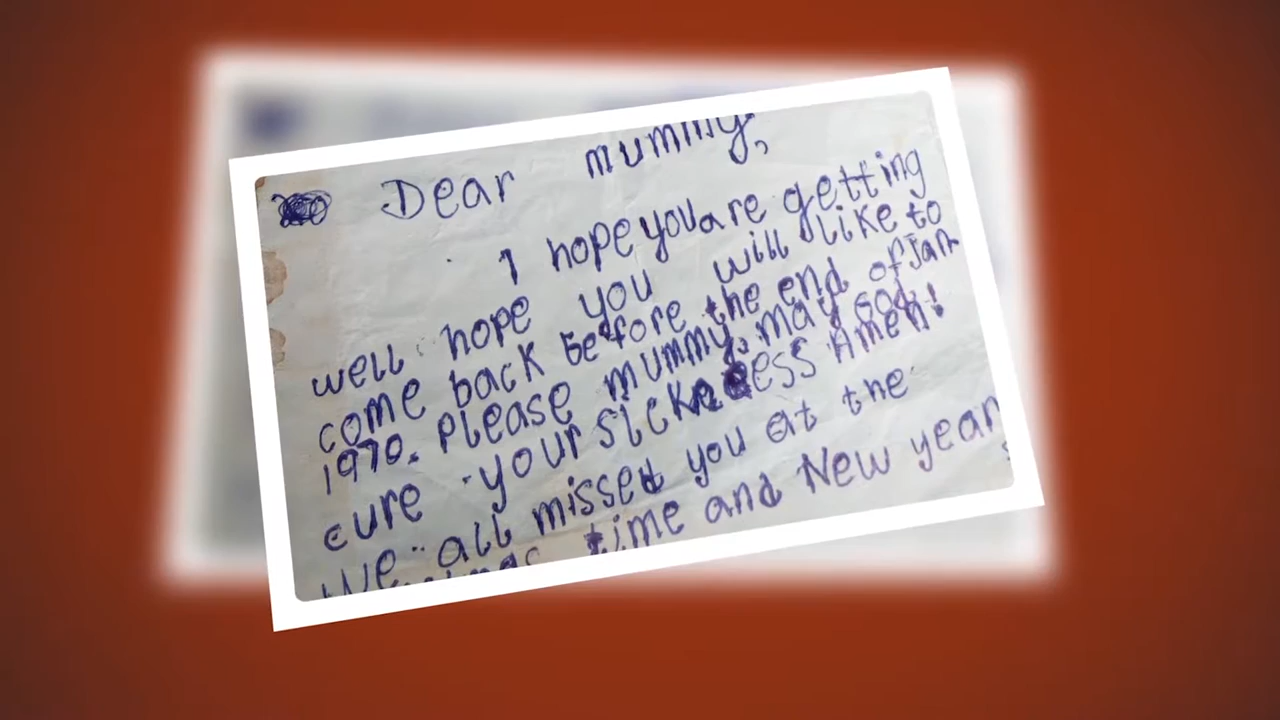 Dear mummy,
I hope you are getting
well hope you will like to
come back before the end of Jan
1970. Please mummy, may God
cure your sickness Amen!
We all missed you at the
time and New year